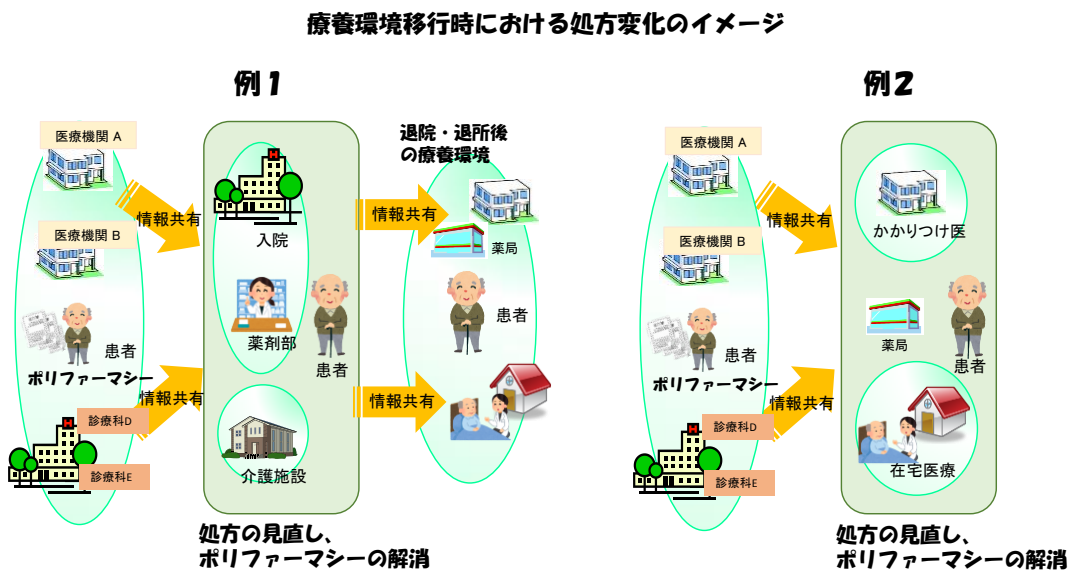 療養環境移行時における処方変化のイメージ
例１
医療機関 A
医療機関 B
患者
ポリファーマシー
診療科D
診療科E
情報共有
情報共有
入院
薬剤部
患者
介護施設
処方の見直し、
ポリファーマシーの解消
情報共有
情報共有
退院・退所後
の療養環境
薬局
患者
例２
医療機関 A
医療機関 B
患者
ポリファーマシー
診療科D
診療科E
情報共有
情報共有
かかりつけ医
薬局
患者
在宅医療
処方の見直し、
ポリファーマシーの解消